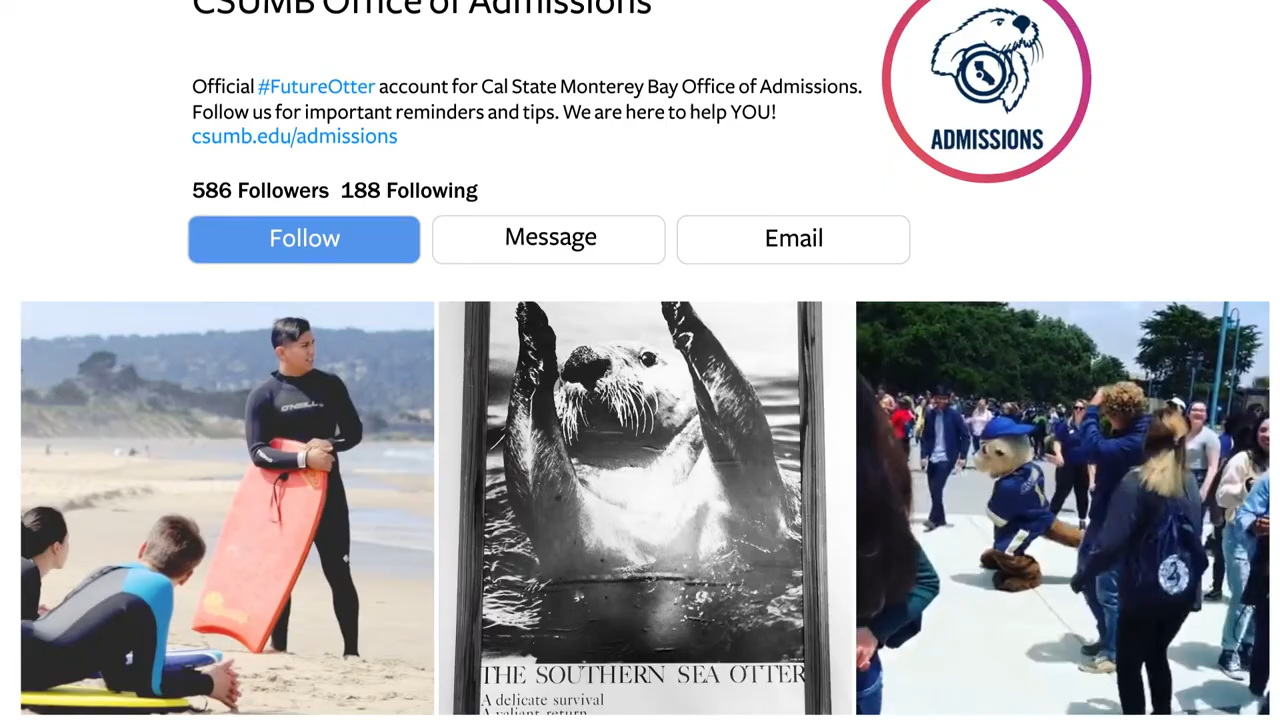 CSUMB Office of Admissions
Official #FutureOtter account for Cal State Monterey Bay Office of Admissions.
Follow us for important reminders and tips. We are here to help YOU!
csumb.edu/admissions
ADMISSIONS
586 Followers 188 Following
Follow
Message
Email
O'NEILL
THE SOUTHERN SEA OTTER
A delicate survival
A valiant return